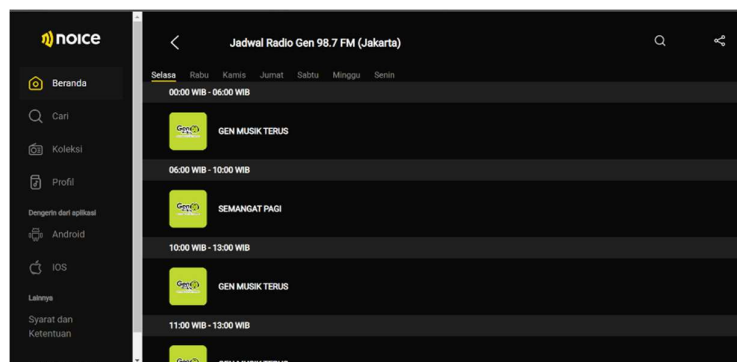 noice
Beranda
Cari
Koleksi
Profil
Dengerin dari aplikasi
Android
IOS
Lainnya
Syarat dan
Ketentuan
Jadwal Radio Gen 98.7 FM (Jakarta)
Selasa Rabu Kamis Jumat Sabtu Minggu Senin
00:00 WIB - 06:00 WIB
GEN MUSIK TERUS
06:00 WIB - 10:00 WIB
SEMANGAT PAGI
10:00 WIB - 13:00 WIB
GEN MUSIK TERUS
11:00 WIB - 13:00 WIB